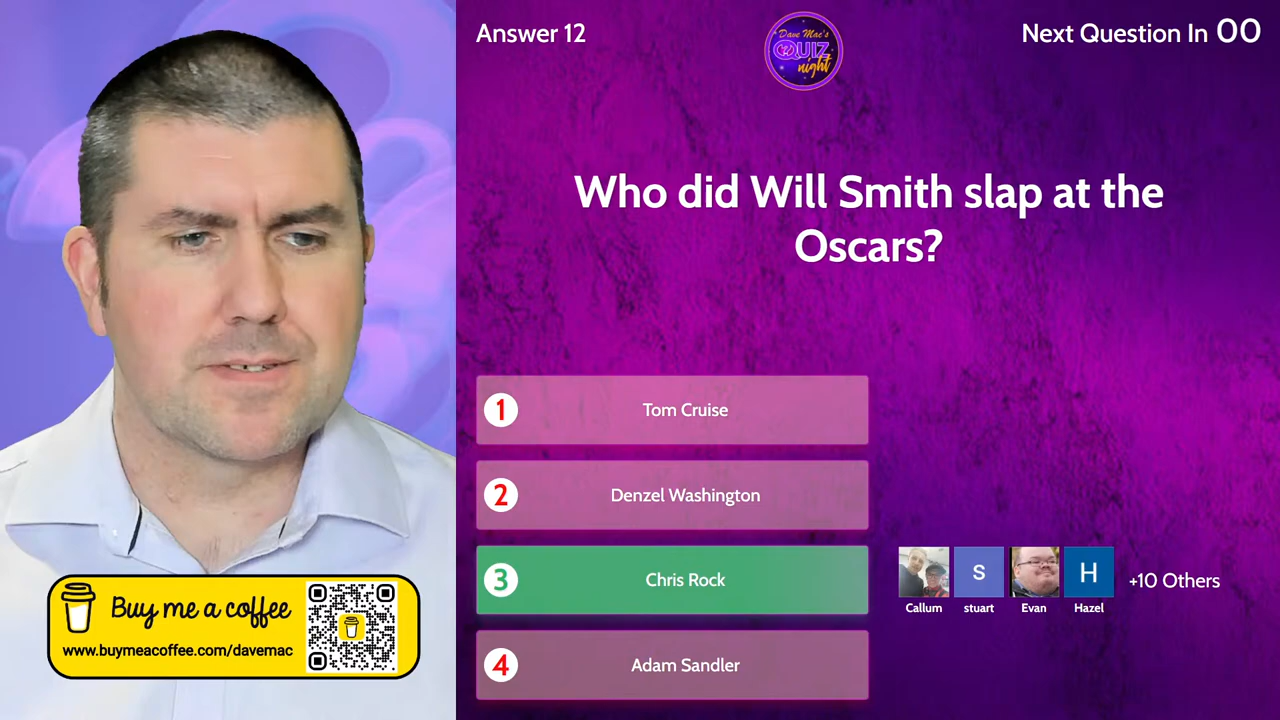 Answer 12
Dave Mac's
QUIZ
night
Next Question In 00
Who did Will Smith slap at the
Oscars?
1 Tom Cruise
2 Denzel Washington
3 Chris Rock
4 Adam Sandler
S
H
+10 Others
Callum
stuart
Evan
Hazel
Buy me a coffee
www.buymeacoffee.com/davemac